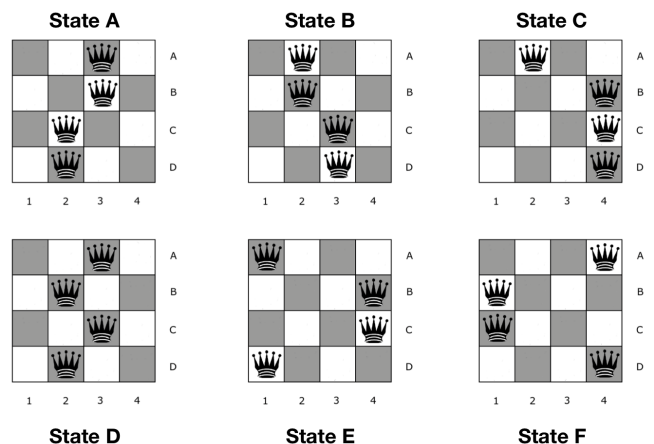 State A State B State C
A A A
B B B
C C C
D D D
1 2 3 4 1 2 3 4 1 2 3 4
A A A
B B B
C C C
D D D
1 2 3 4 1 2 3 4 1 2 3 4
State D State E State F